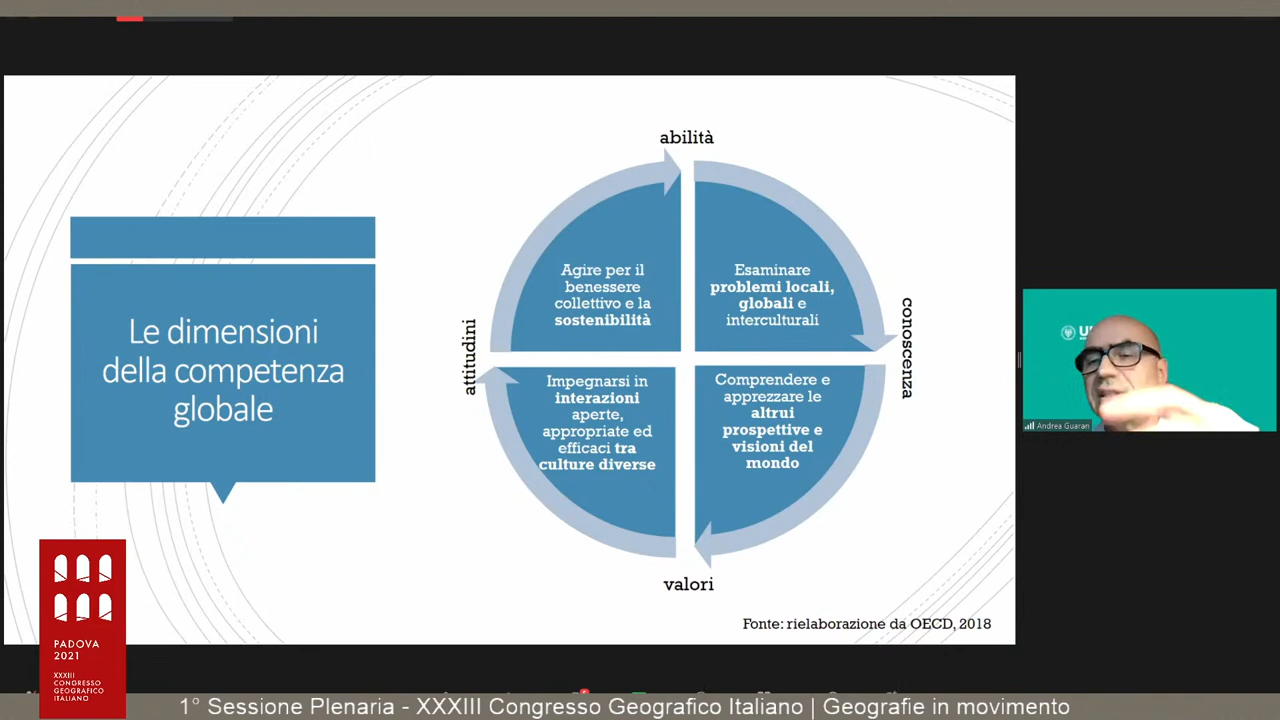 abilità
Agire per il
benessere
collettivo e la
sostenibilità
Esaminare
problemi locali,
globali e
interculturali
Le dimensioni
della competenza
globale
attitudini
conoscenza
Impegnarsi in
interazioni
aperte,
appropriate ed
efficaci tra
culture diverse
Comprendere e
apprezzare le
altrui
prospettive e
visioni del
mondo
valori
Fonte: rielaborazione da OECD, 2018
Andrea Guaran
PADOVA
2021
XXXIII
CONGRESSO
GEOGRAFICO
ITALIANO
1° Sessione Plenaria - XXXIII Congresso Geografico Italiano | Geografie in movimento